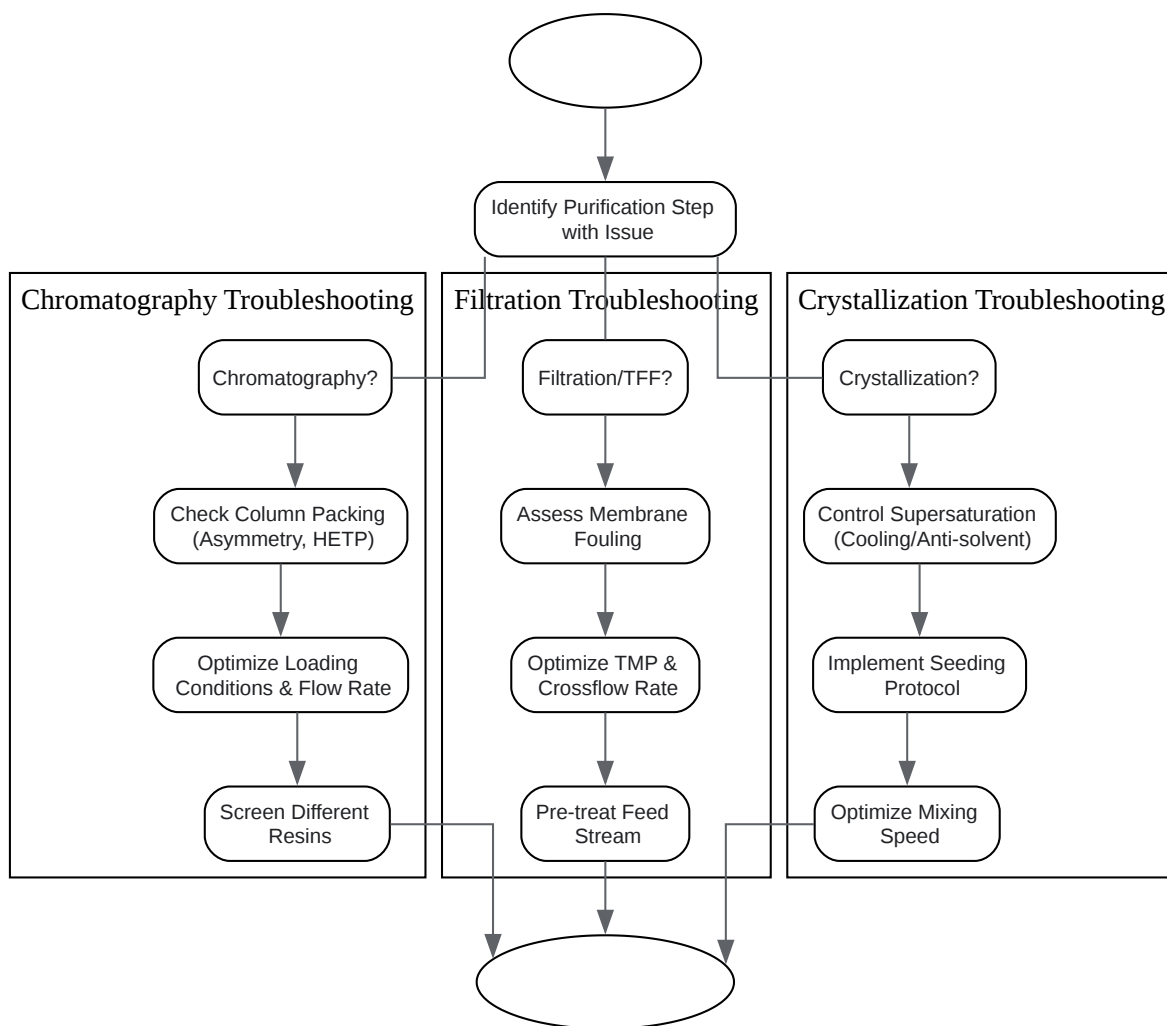 Identify Purification Step
with Issue
Chromatography Troubleshooting
Filtration Troubleshooting
Crystallization Troubleshooting
Chromatography?
Filtration/TFF?
Crystallization?
Check Column Packing
(Asymmetry, HETP)
Assess Membrane
Fouling
Control Supersaturation
(Cooling/Anti-solvent)
Optimize Loading
Conditions & Flow Rate
Optimize TMP &
Crossflow Rate
Implement Seeding
Protocol
Screen Different
Resins
Pre-treat Feed
Stream
Optimize Mixing
Speed